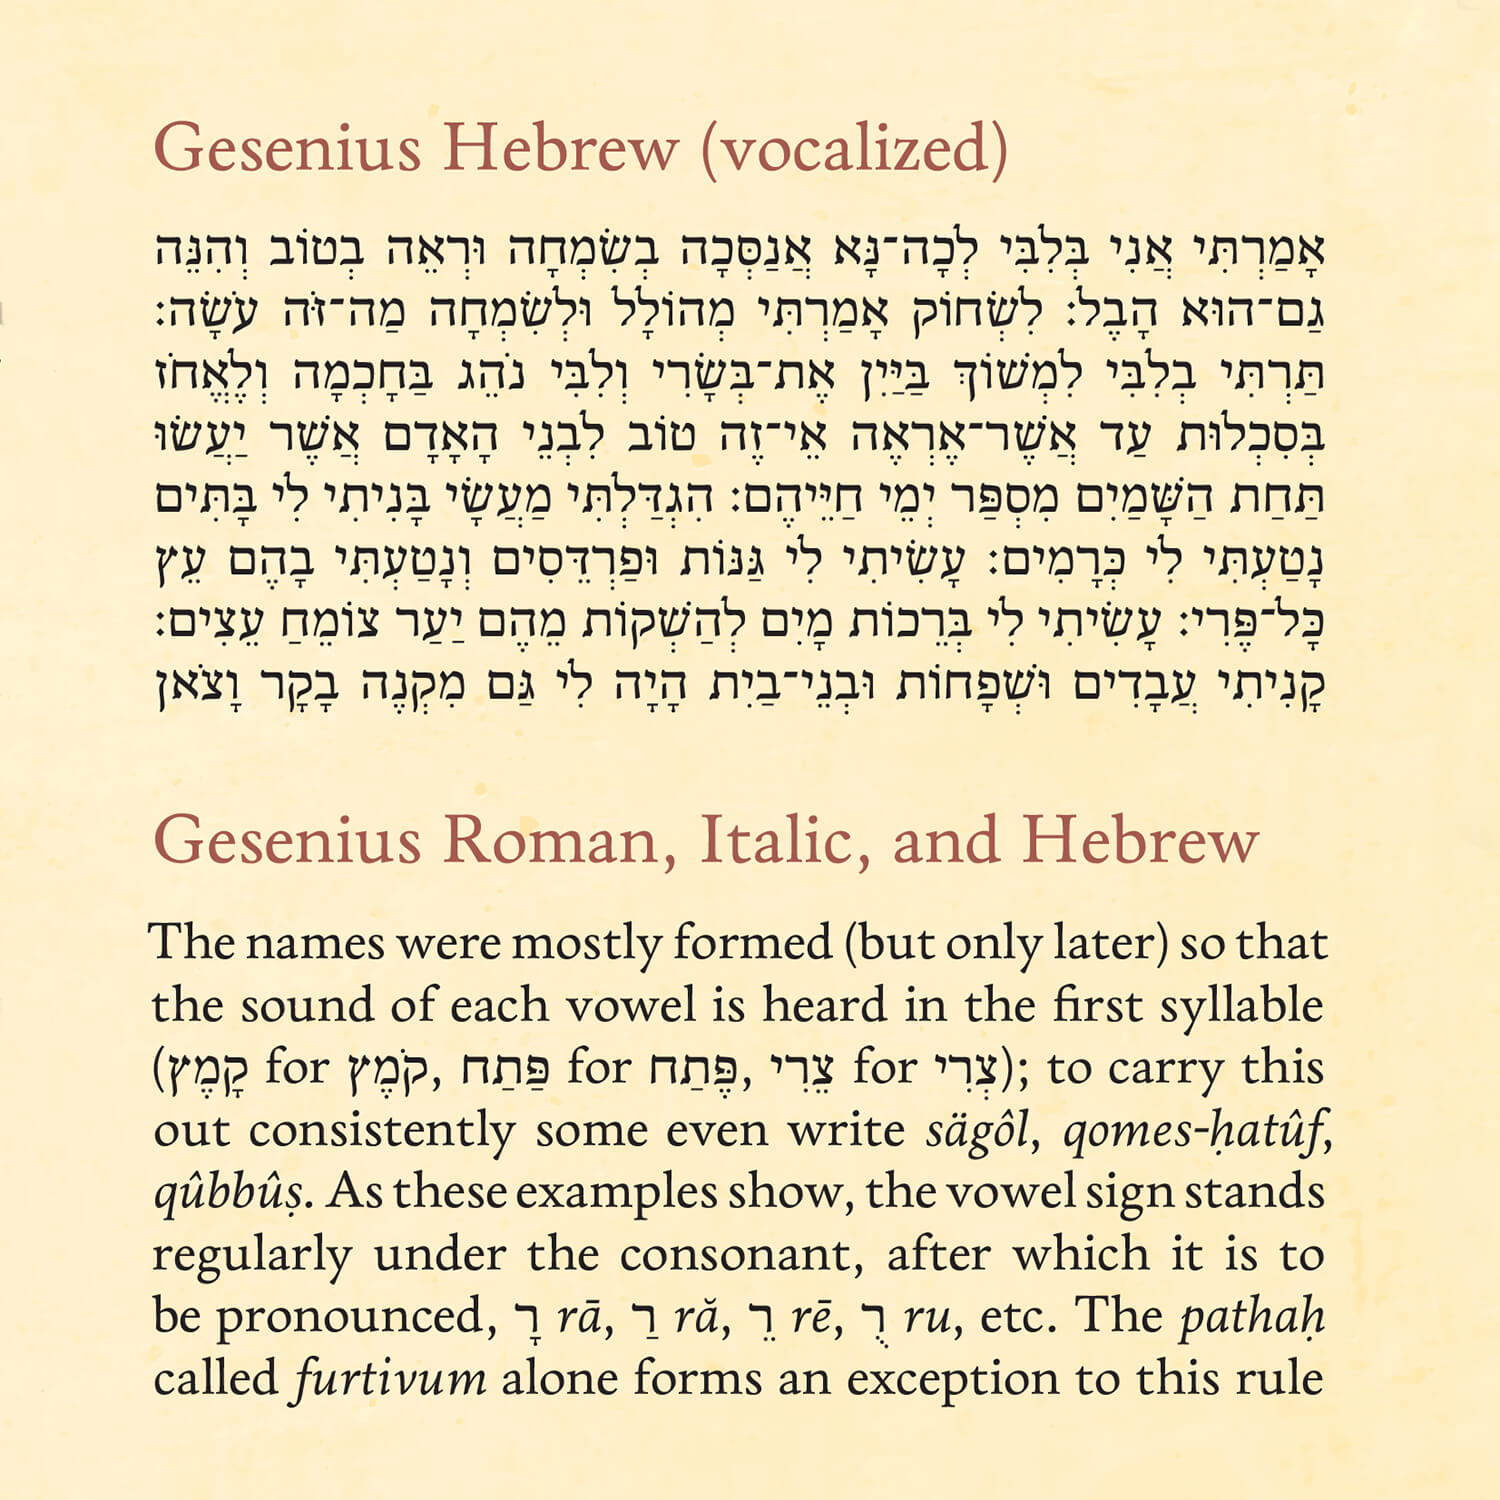 Gesenius Hebrew (vocalized)
אָמַרְתִּי אֲנִי בְּלִבִּי לְכָה־נָּא אֲנַסְּכָה בְשִׂמְחָה וּרְאֵה בְטוֹב וְהִנֵּה
גַם־הוּא הָבֶל׃ לִשְׂחוֹק אָמַרְתִּי מְהוֹלָל וּלְשִׂמְחָה מַה־זֹּה עֹשָׂה׃
תַּרְתִּי בְלִבִּי לִמְשׁוֹךְ בַּיַּיִן אֶת־בְּשָׂרִי וְלִבִּי נֹהֵג בַּחָכְמָה וְלֶאֱחֹז
בְּסִכְלוּת עַד אֲשֶׁר־אֶרְאֶה אֵי־זֶה טוֹב לִבְנֵי הָאָדָם אֲשֶׁר יַעֲשׂוּ
תַּחַת הַשָּׁמַיִם מִסְפַּר יְמֵי חַיֵּיהֶם׃ הִגְדַּלְתִּי מַעֲשָׂי בָּנִיתִי לִי בָּתִּים
נָטַעְתִּי לִי כְּרָמִים׃ עָשִׂיתִי לִי גַּנּוֹת וּפַרְדֵּסִים וְנָטַעְתִּי בָהֶם עֵץ
כָּל־פֶּרִי׃ עָשִׂיתִי לִי בְּרֵכוֹת מָיִם לְהַשְׁקוֹת מֵהֶם יַעַר צוֹמֵחַ עֵצִים׃
קָנִיתִי עֲבָדִים וּשְׁפָחוֹת וּבְנֵי־בַיִת הָיָה לִי גַּם מִקְנֶה בָקָר וָצֹאן
Gesenius Roman, Italic, and Hebrew
The names were mostly formed (but only later) so that
the sound of each vowel is heard in the first syllable
(קָמֶץ for קֹמֶץ, פַּתַח for פֶּתַח, צֵרִי for צְרִי); to carry this
out consistently some even write sägôl, qomes-ḥatûf,
qûbbûṣ. As these examples show, the vowel sign stands
regularly under the consonant, after which it is to
be pronounced, רָ rā, רַ ră, רֵ rē, רֻ ru, etc. The pathaḥ
called furtivum alone forms an exception to this rule